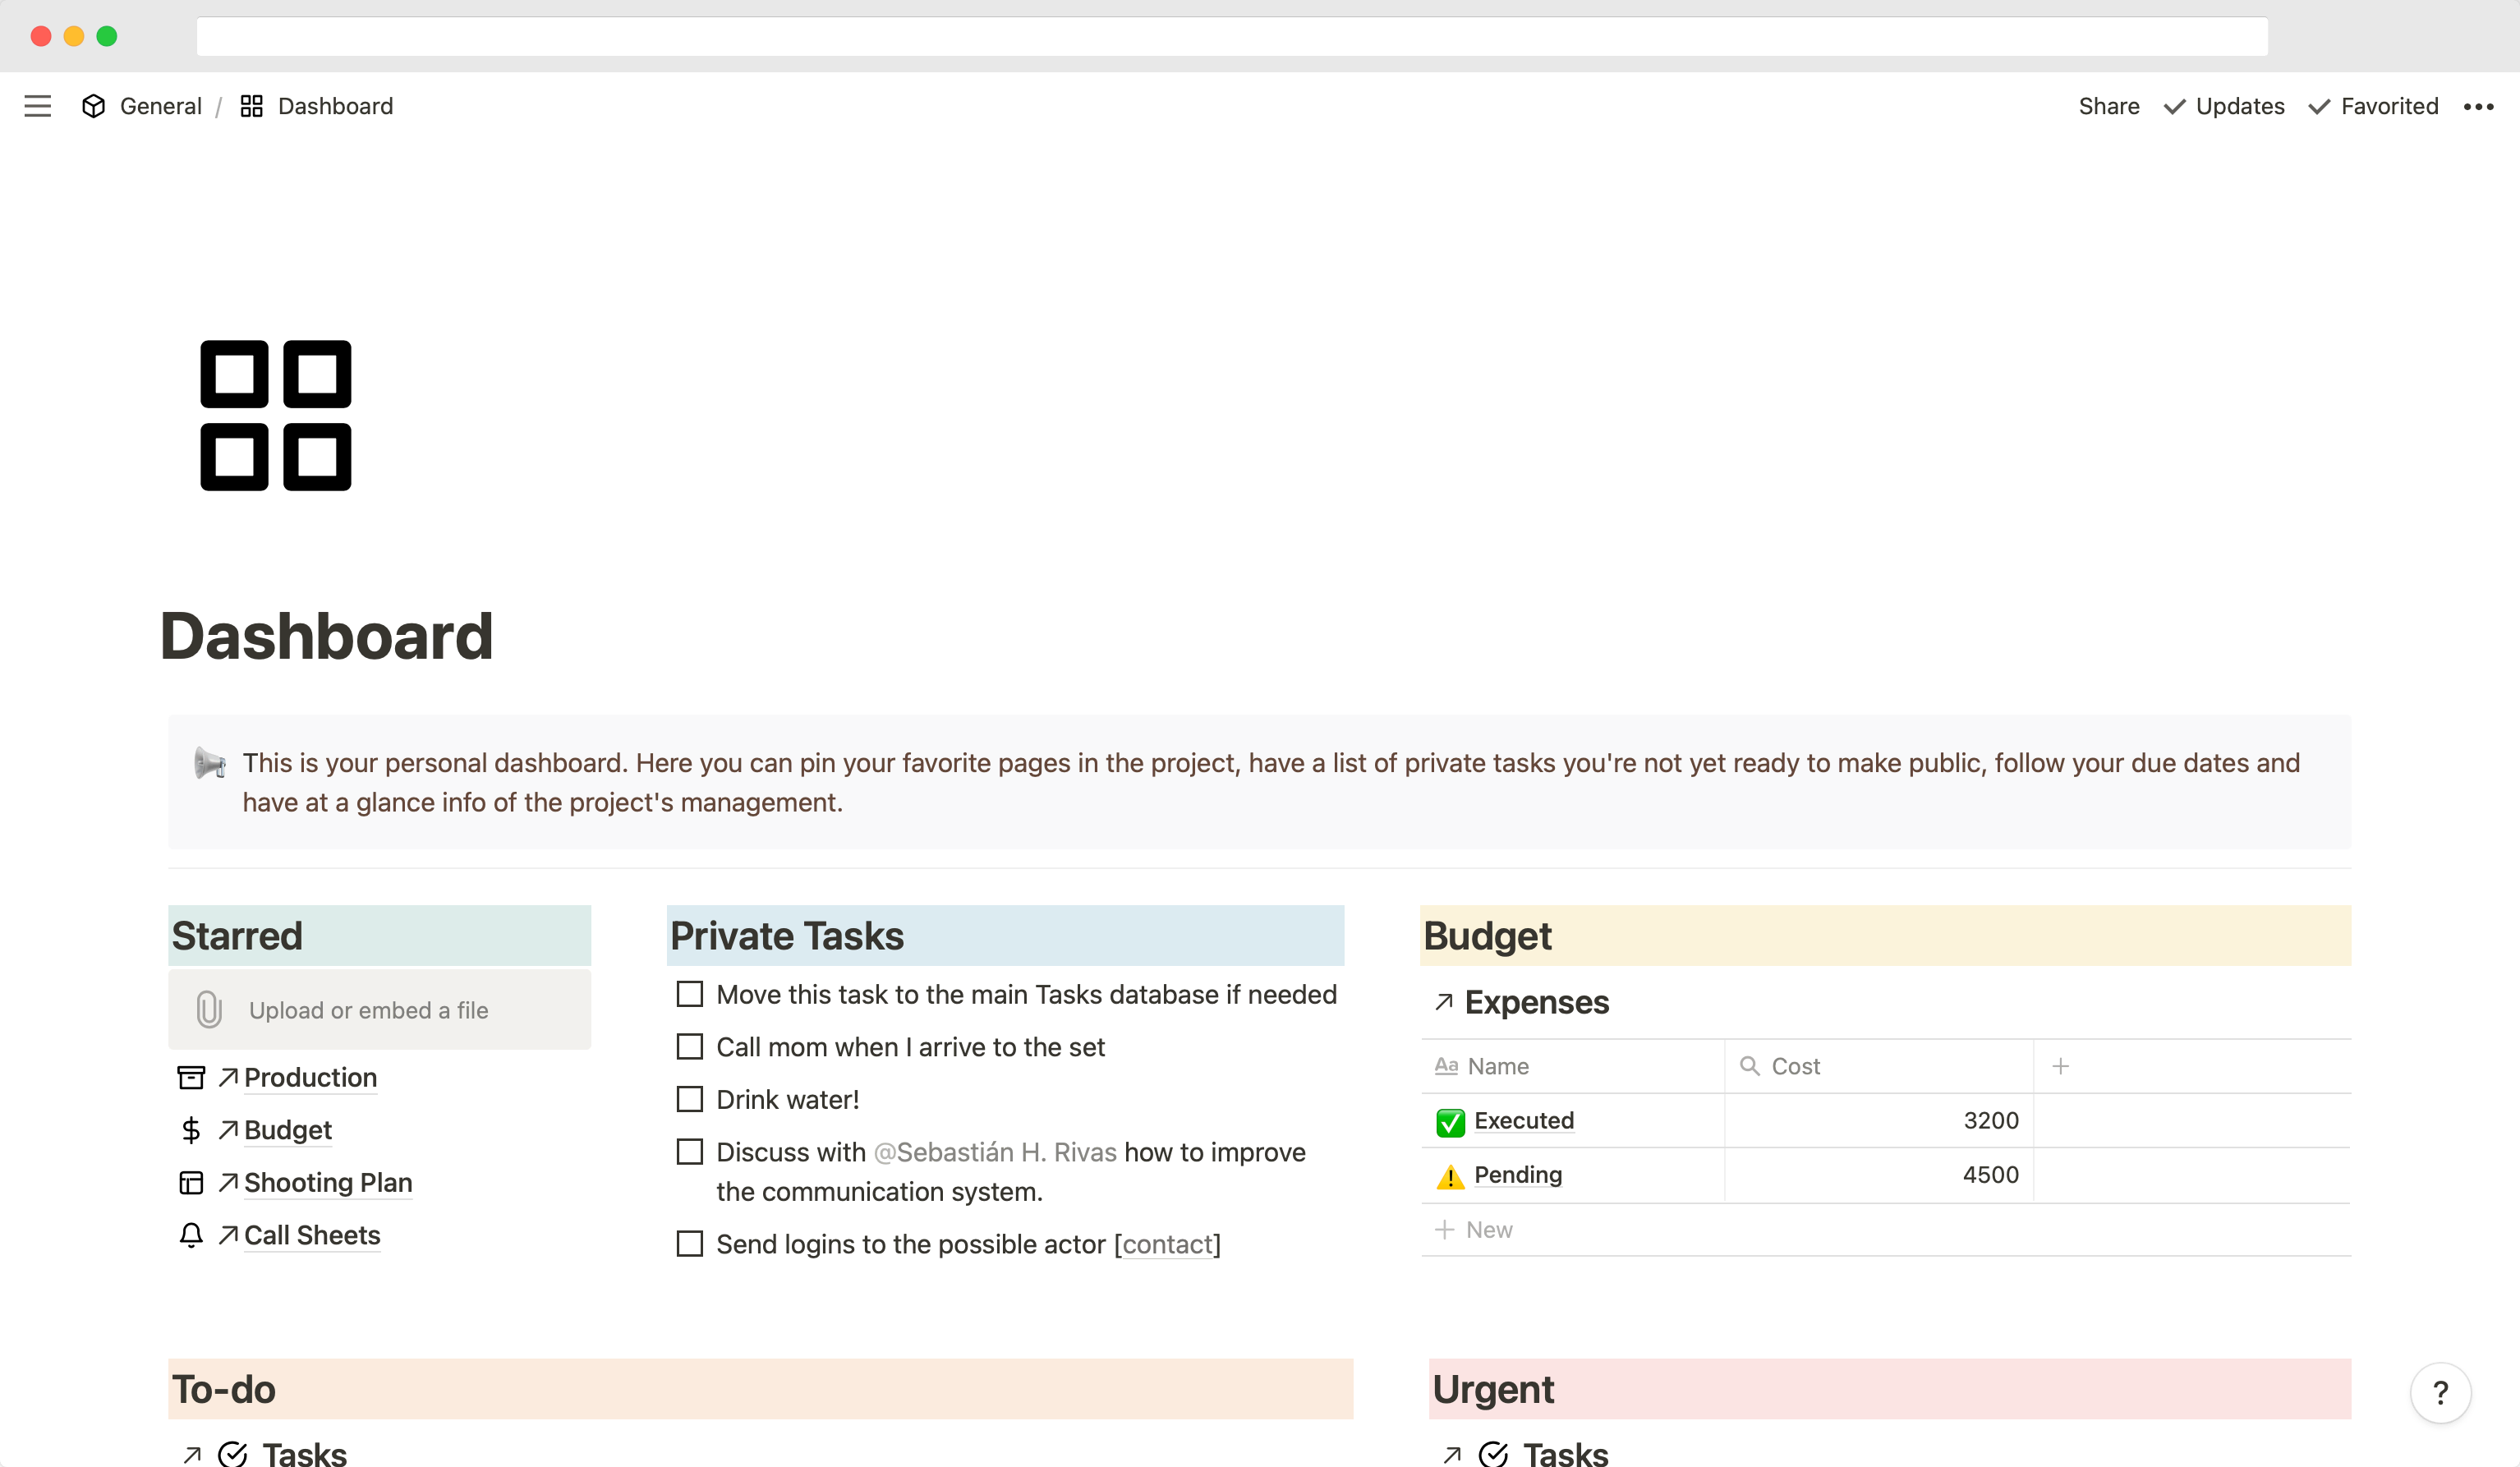 General / Dashboard
Share Updates Favorited
Dashboard
This is your personal dashboard. Here you can pin your favorite pages in the project, have a list of private tasks you're not yet ready to make public, follow your due dates and
have at a glance info of the project's management.
Starred
Upload or embed a file
Production
$ Budget
Shooting Plan
Call Sheets
Private Tasks
Move this task to the main Tasks database if needed
Call mom when I arrive to the set
Drink water!
Discuss with @Sebastián H. Rivas how to improve
the communication system.
Send logins to the possible actor [contact]
Budget
Expenses
Aa Name Cost +
Executed 3200
Pending 4500
+ New
To-do
Tasks
Urgent
Tasks
?